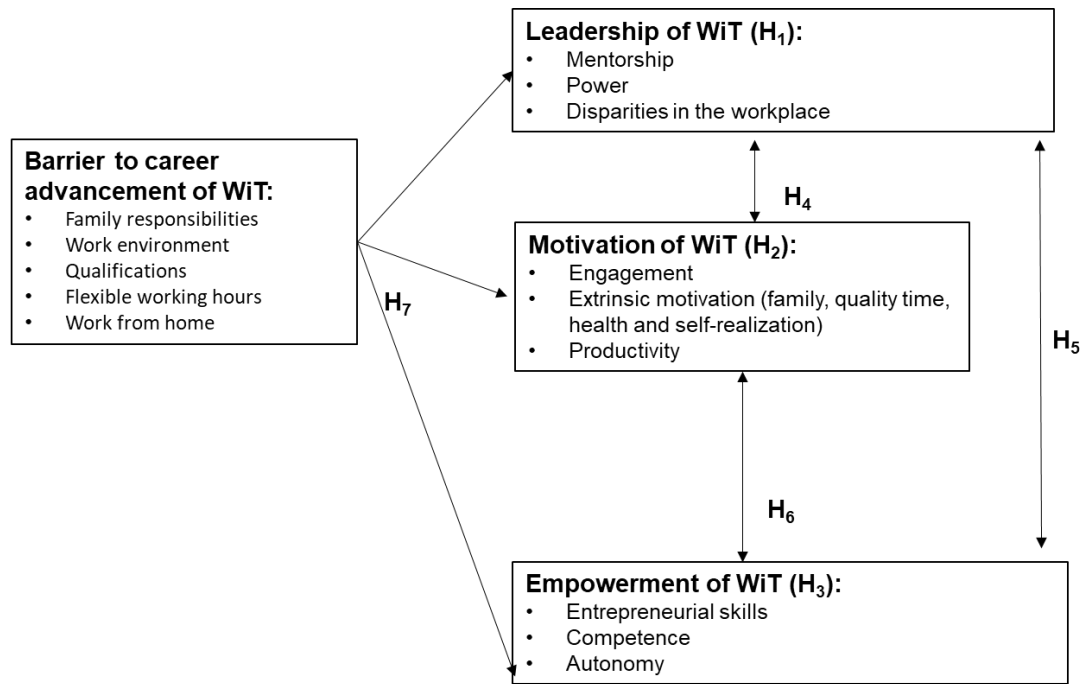 Leadership of WiT (H₁):
• Mentorship
• Power
• Disparities in the workplace
Barrier to career
advancement of WiT:
• Family responsibilities
• Work environment
• Qualifications
• Flexible working hours
• Work from home
H₄
Motivation of WiT (H₂):
• Engagement
• Extrinsic motivation (family, quality time,
health and self-realization)
• Productivity
H₇
H₅
H₆
Empowerment of WiT (H₃):
• Entrepreneurial skills
• Competence
• Autonomy